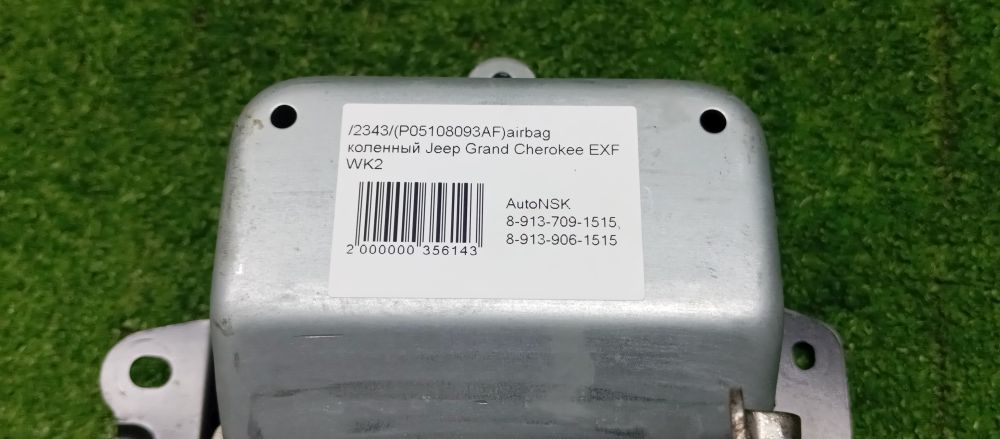 /2343/(P05108093AF)airbag
коленный Jeep Grand Cherokee EXF
WK2
AutoNSK
8-913-709-1515,
8-913-906-1515
2 000000 356143